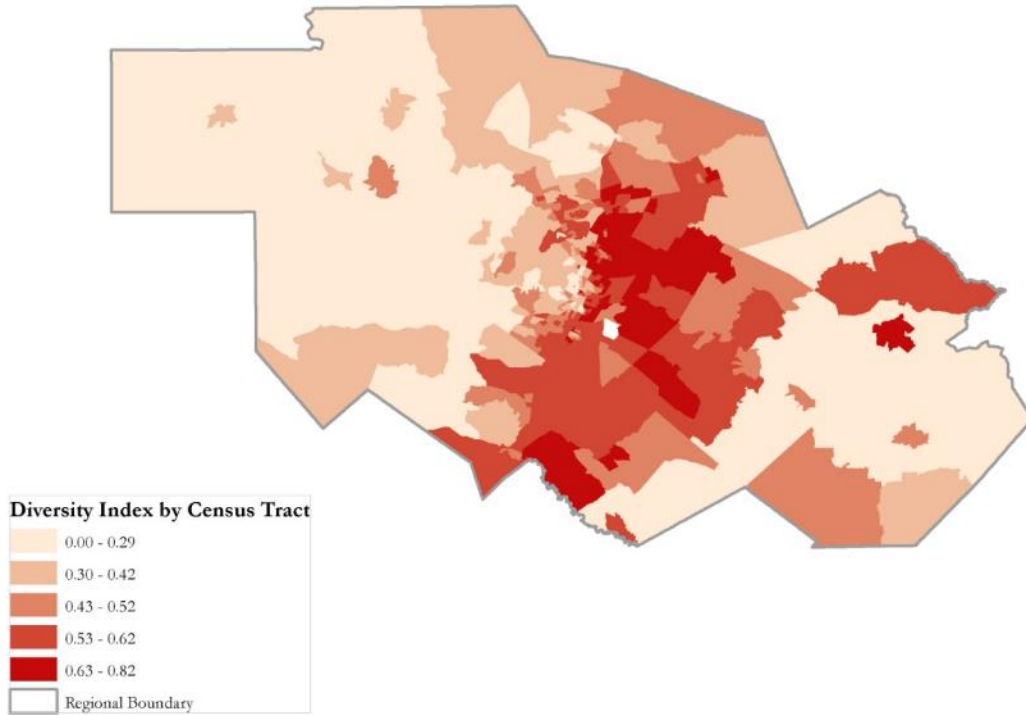 Diversity Index by Census Tract
0.00 - 0.29
0.30 - 0.42
0.43 - 0.52
0.53 - 0.62
0.63 - 0.82
Regional Boundary